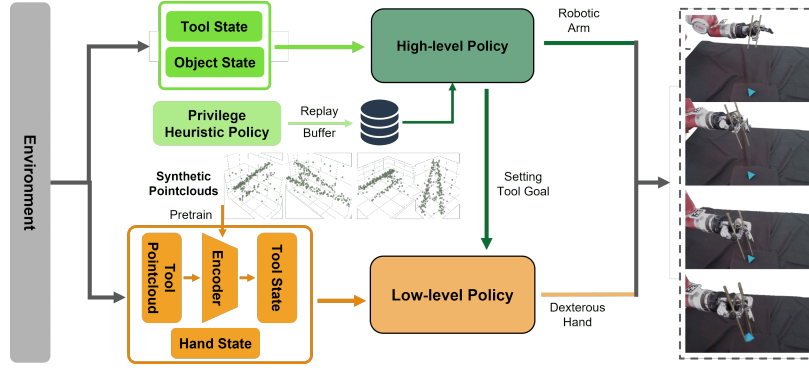 Environment
Tool State
Object State
High-level Policy
Robotic
Arm
Privilege
Heuristic Policy
Replay
Buffer
Synthetic
Pointclouds
Pretrain
Setting
Tool Goal
Tool
Pointcloud
Encoder
Tool State
Hand State
Low-level Policy
Dexterous
Hand